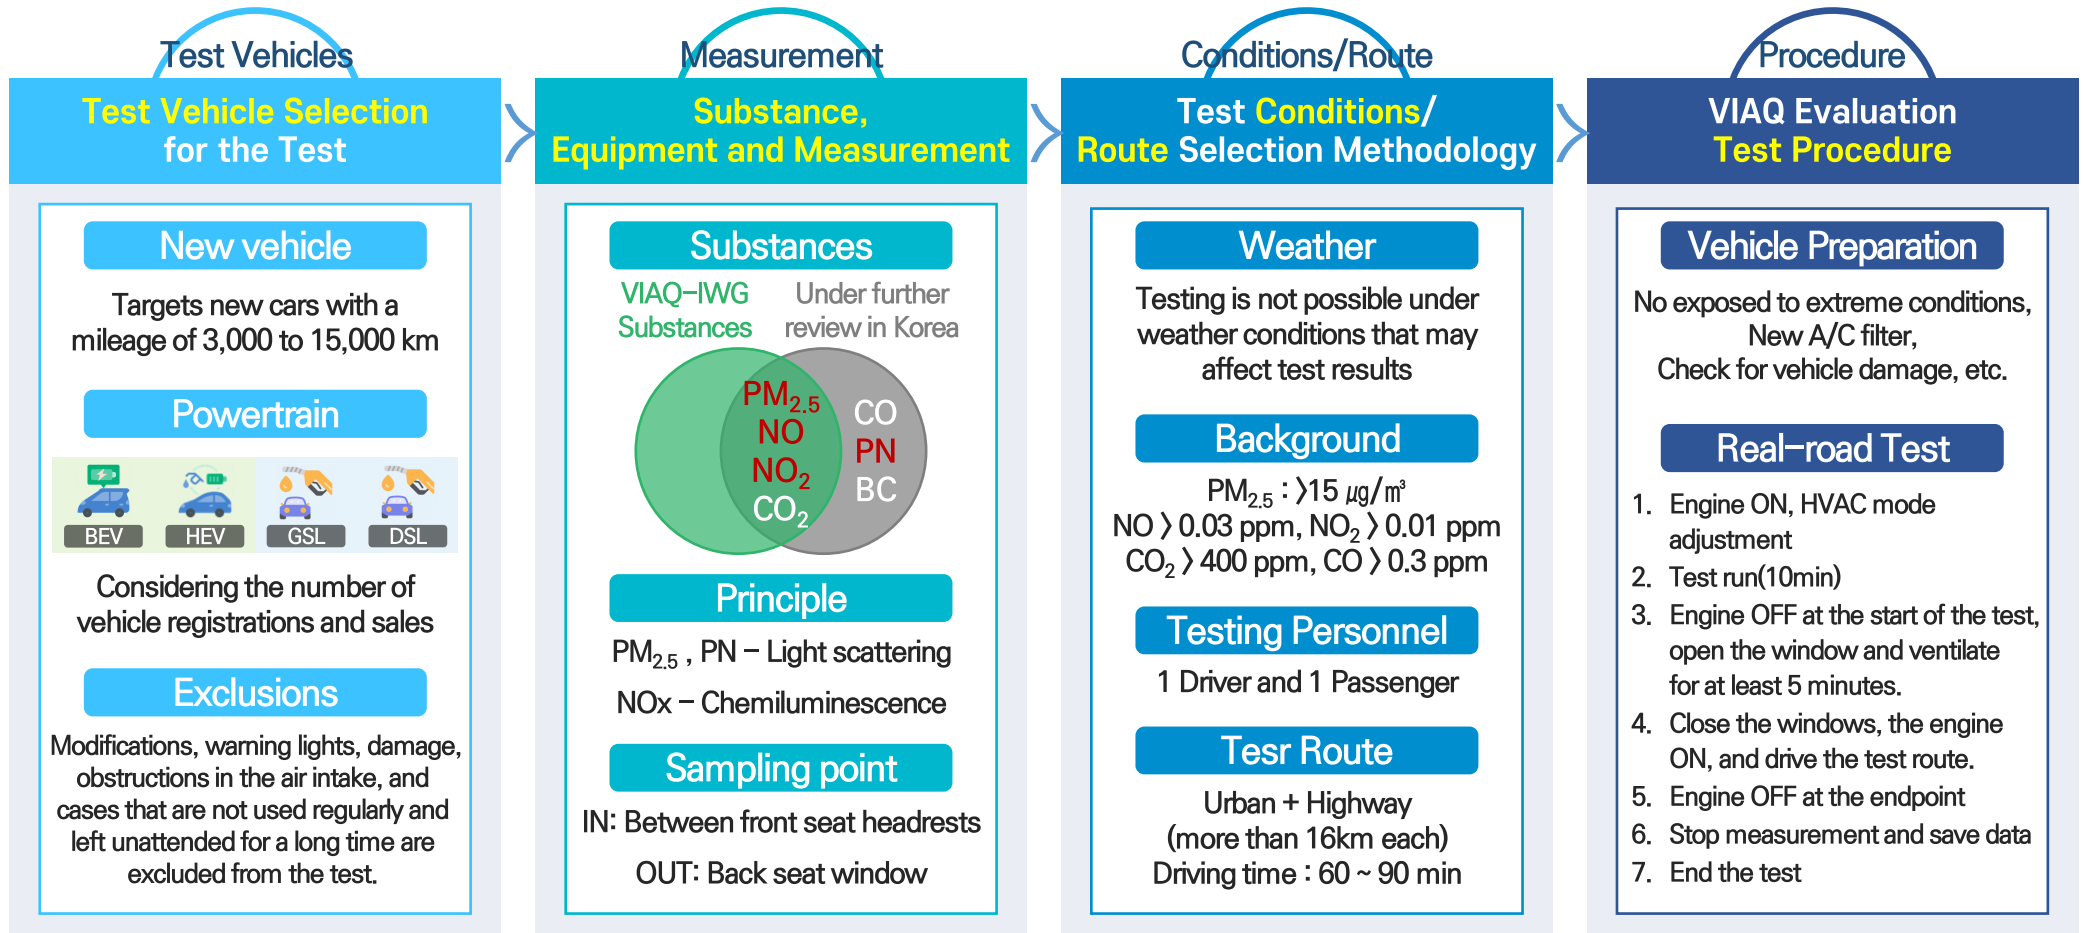 Test Vehicles
Test Vehicle Selection
for the Test
New vehicle
Targets new cars with a
mileage of 3,000 to 15,000 km
Powertrain
BEV
HEV
GSL
DSL
Considering the number of
vehicle registrations and sales
Exclusions
Modifications, warning lights, damage,
obstructions in the air intake, and
cases that are not used regularly and
left unattended for a long time are
excluded from the test.
Measurement
Substance,
Equipment and Measurement
Substances
VIAQ-IWG
Substances
Under further
review in Korea
PM2.5
NO
NO2
CO2
CO
PN
BC
Principle
PM2.5 , PN - Light scattering
NOx - Chemiluminescence
Sampling point
IN: Between front seat headrests
OUT: Back seat window
Conditions/Route
Test Conditions/
Route Selection Methodology
Weather
Testing is not possible under
weather conditions that may
affect test results
Background
PM2.5 : 〉15 ㎍/㎥
NO 〉0.03 ppm, NO2 〉0.01 ppm
CO2 〉400 ppm, CO 〉0.3 ppm
Testing Personnel
1 Driver and 1 Passenger
Tesr Route
Urban + Highway
(more than 16km each)
Driving time : 60 ~ 90 min
Procedure
VIAQ Evaluation
Test Procedure
Vehicle Preparation
No exposed to extreme conditions,
New A/C filter,
Check for vehicle damage, etc.
Real-road Test
1. Engine ON, HVAC mode
adjustment
2. Test run(10min)
3. Engine OFF at the start of the test,
open the window and ventilate
for at least 5 minutes.
4. Close the windows, the engine
ON, and drive the test route.
5. Engine OFF at the endpoint
6. Stop measurement and save data
7. End the test